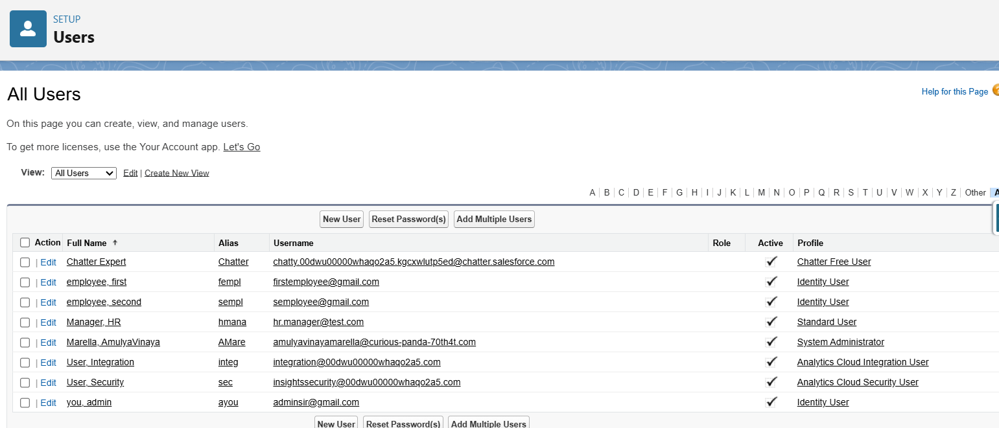 SETUP
Users
All Users
Help for this Page
On this page you can create, view, and manage users.
To get more licenses, use the Your Account app. Let's Go
View: All Users Edit | Create New View
A B C D E F G H I J K L M N O P Q R S T U V W X Y Z Other A
New User Reset Password(s) Add Multiple Users
Action Full Name ↑ Alias Username Role Active Profile
| Edit Chatter Expert Chatter chatty.00dwu00000whaqo2a5.kgcxwlutp5ed@chatter.salesforce.com Chatter Free User
| Edit employee, first fempl firstemployee@gmail.com Identity User
| Edit employee, second sempl semployee@gmail.com Identity User
| Edit Manager, HR hmana hr.manager@test.com Standard User
| Edit Marella, AmulyaVinaya AMare amulyavinayamarella@curious-panda-70th4t.com System Administrator
| Edit User, Integration integ integration@00dwu00000whaqo2a5.com Analytics Cloud Integration User
| Edit User, Security sec insightssecurity@00dwu00000whaqo2a5.com Analytics Cloud Security User
| Edit you, admin ayou adminsir@gmail.com Identity User
New User Reset Password(s) Add Multiple Users